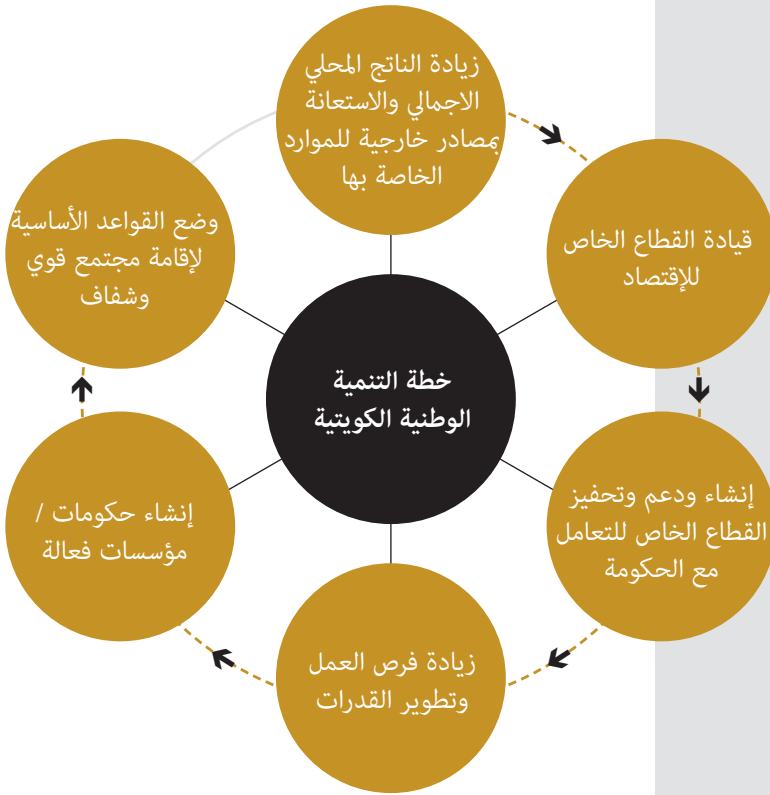 زيادة الناتج المحلي
الاجمالي والاستعانة
بمصادر خارجية للموارد
الخاصة بها
قيادة القطاع الخاص
للإقتصاد
إنشاء ودعم وتحفيز
القطاع الخاص للتعامل
مع الحكومة
زيادة فرص العمل
وتطوير القدرات
إنشاء حكومات /
مؤسسات فعالة
وضع القواعد الأساسية
لإقامة مجتمع قوي
وشفاف
خطة التنمية
الوطنية الكويتية